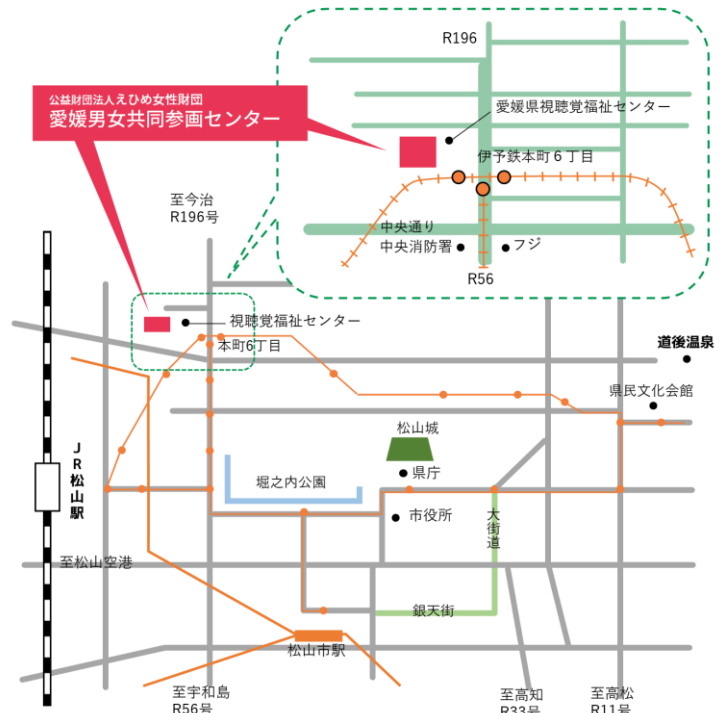 R196
公益財団法人えひめ女性財団
愛媛男女共同参画センター
愛媛県視聴覚福祉センター
伊予鉄本町6丁目
中央通り
中央消防署
フジ
R56
至今治
R196号
視聴覚福祉センター
本町6丁目
道後温泉
県民文化会館
松山城
県庁
JR松山駅
堀之内公園
市役所
大街道
至松山空港
銀天街
松山市駅
至宇和島
R56号
至高知
R33号
至高松
R11号